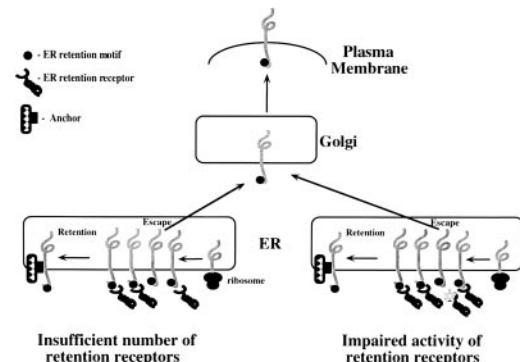 Plasma
Membrane
- ER retention motif
- ER retention receptor
- Anchor
Golgi
Escape
Retention
ER
ribosome
Escape
Retention
Insufficient number of
retention receptors
Impaired activity of
retention receptors